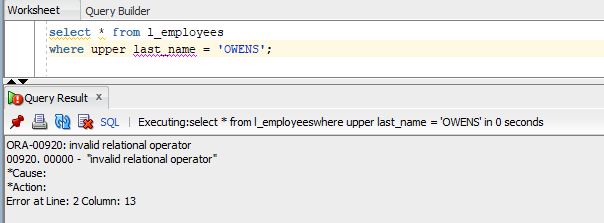 Worksheet Query Builder
select * from l_employees
where upper last_name = 'OWENS';
Query Result x
SQL | Executing:select * from l_employeeswhere upper last_name = 'OWENS' in 0 seconds
ORA-00920: invalid relational operator
00920. 00000 - "invalid relational operator"
*Cause:
*Action:
Error at Line: 2 Column: 13